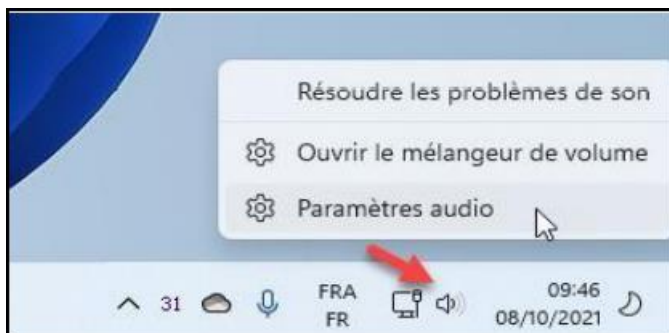 Résoudre les problèmes de son
Ouvrir le mélangeur de volume
Paramètres audio
31
FRA
FR
09:46
08/10/2021